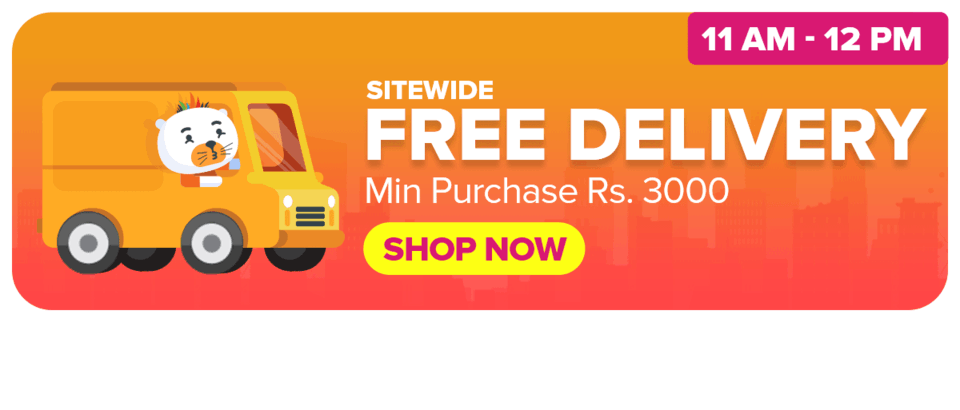 11 AM - 12 PM
SITEWIDE
FREE DELIVERY
Min Purchase Rs. 3000
SHOP NOW